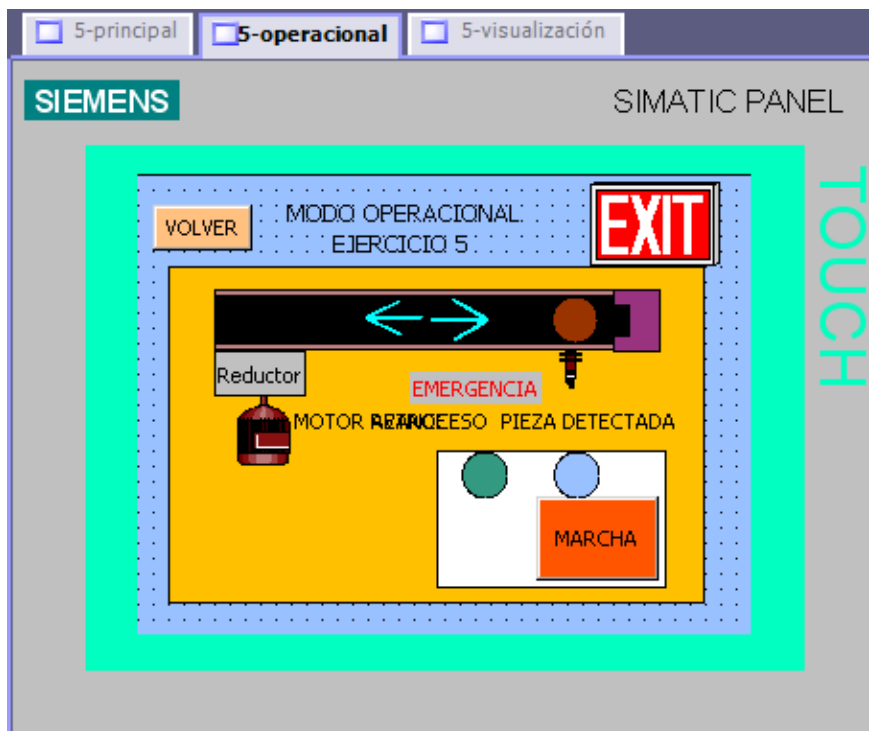 5-principal
5-operacional
5-visualización
SIEMENS
SIMATIC PANEL
TOUCH
VOLVER
MODO OPERACIONAL
EJERCICIO 5
EXIT
Reductor
EMERGENCIA
MOTOR
PIEZA DETECTADA
MARCHA